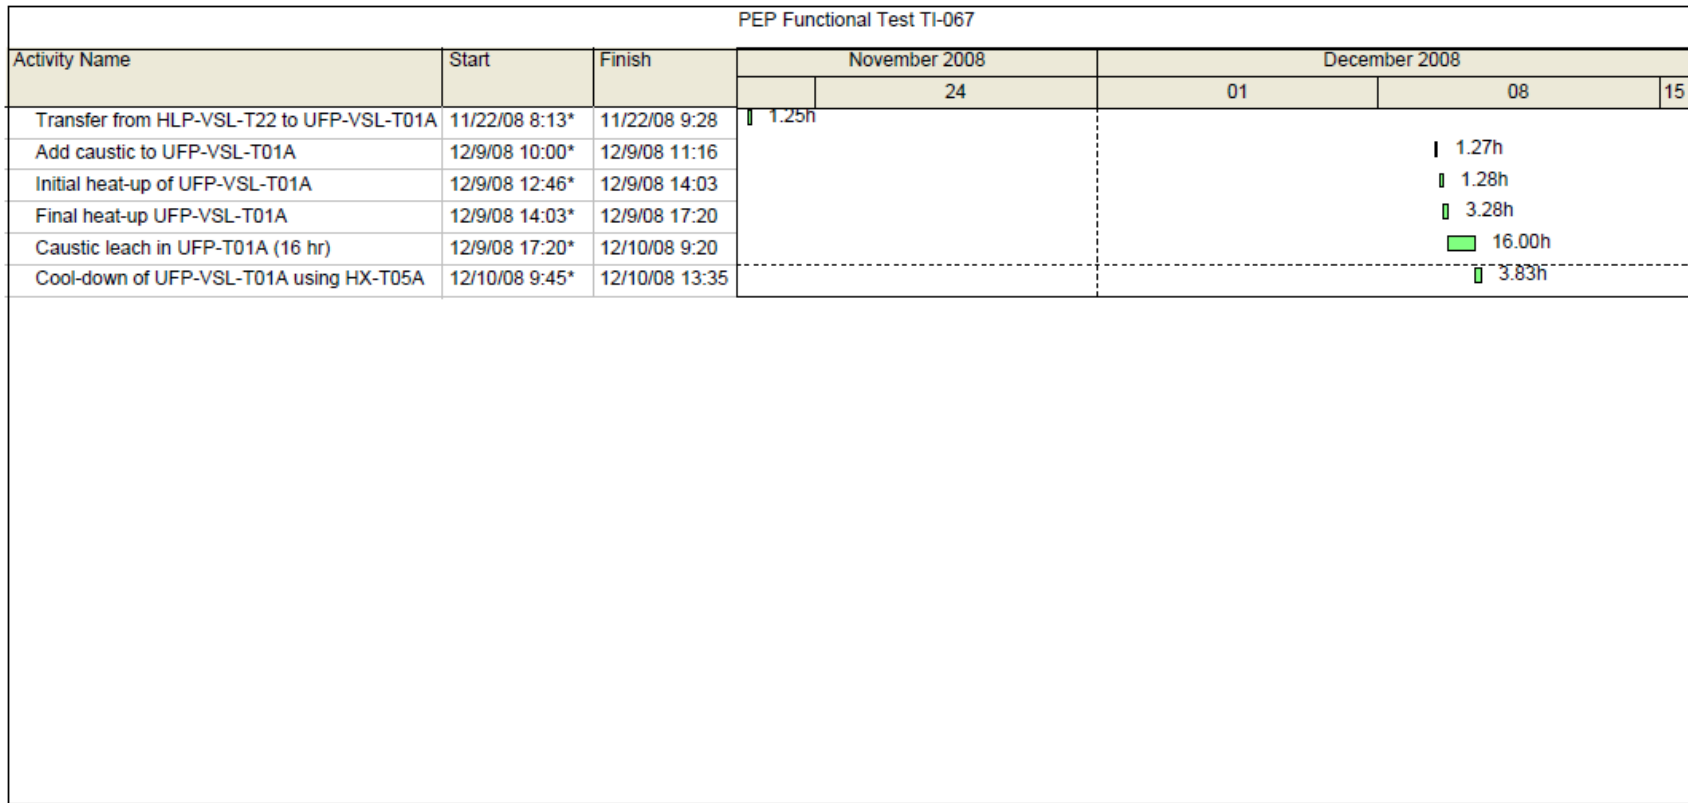 PEP Functional Test TI-067
Activity Name Start Finish November 2008 December 2008
24 01 08 15
Transfer from HLP-VSL-T22 to UFP-VSL-T01A 11/22/08 8:13* 11/22/08 9:28 1.25h
Add caustic to UFP-VSL-T01A 12/9/08 10:00* 12/9/08 11:16 1.27h
Initial heat-up of UFP-VSL-T01A 12/9/08 12:46* 12/9/08 14:03 1.28h
Final heat-up UFP-VSL-T01A 12/9/08 14:03* 12/9/08 17:20 3.28h
Caustic leach in UFP-T01A (16 hr) 12/9/08 17:20* 12/10/08 9:20 16.00h
Cool-down of UFP-VSL-T01A using HX-T05A 12/10/08 9:45* 12/10/08 13:35 3.83h